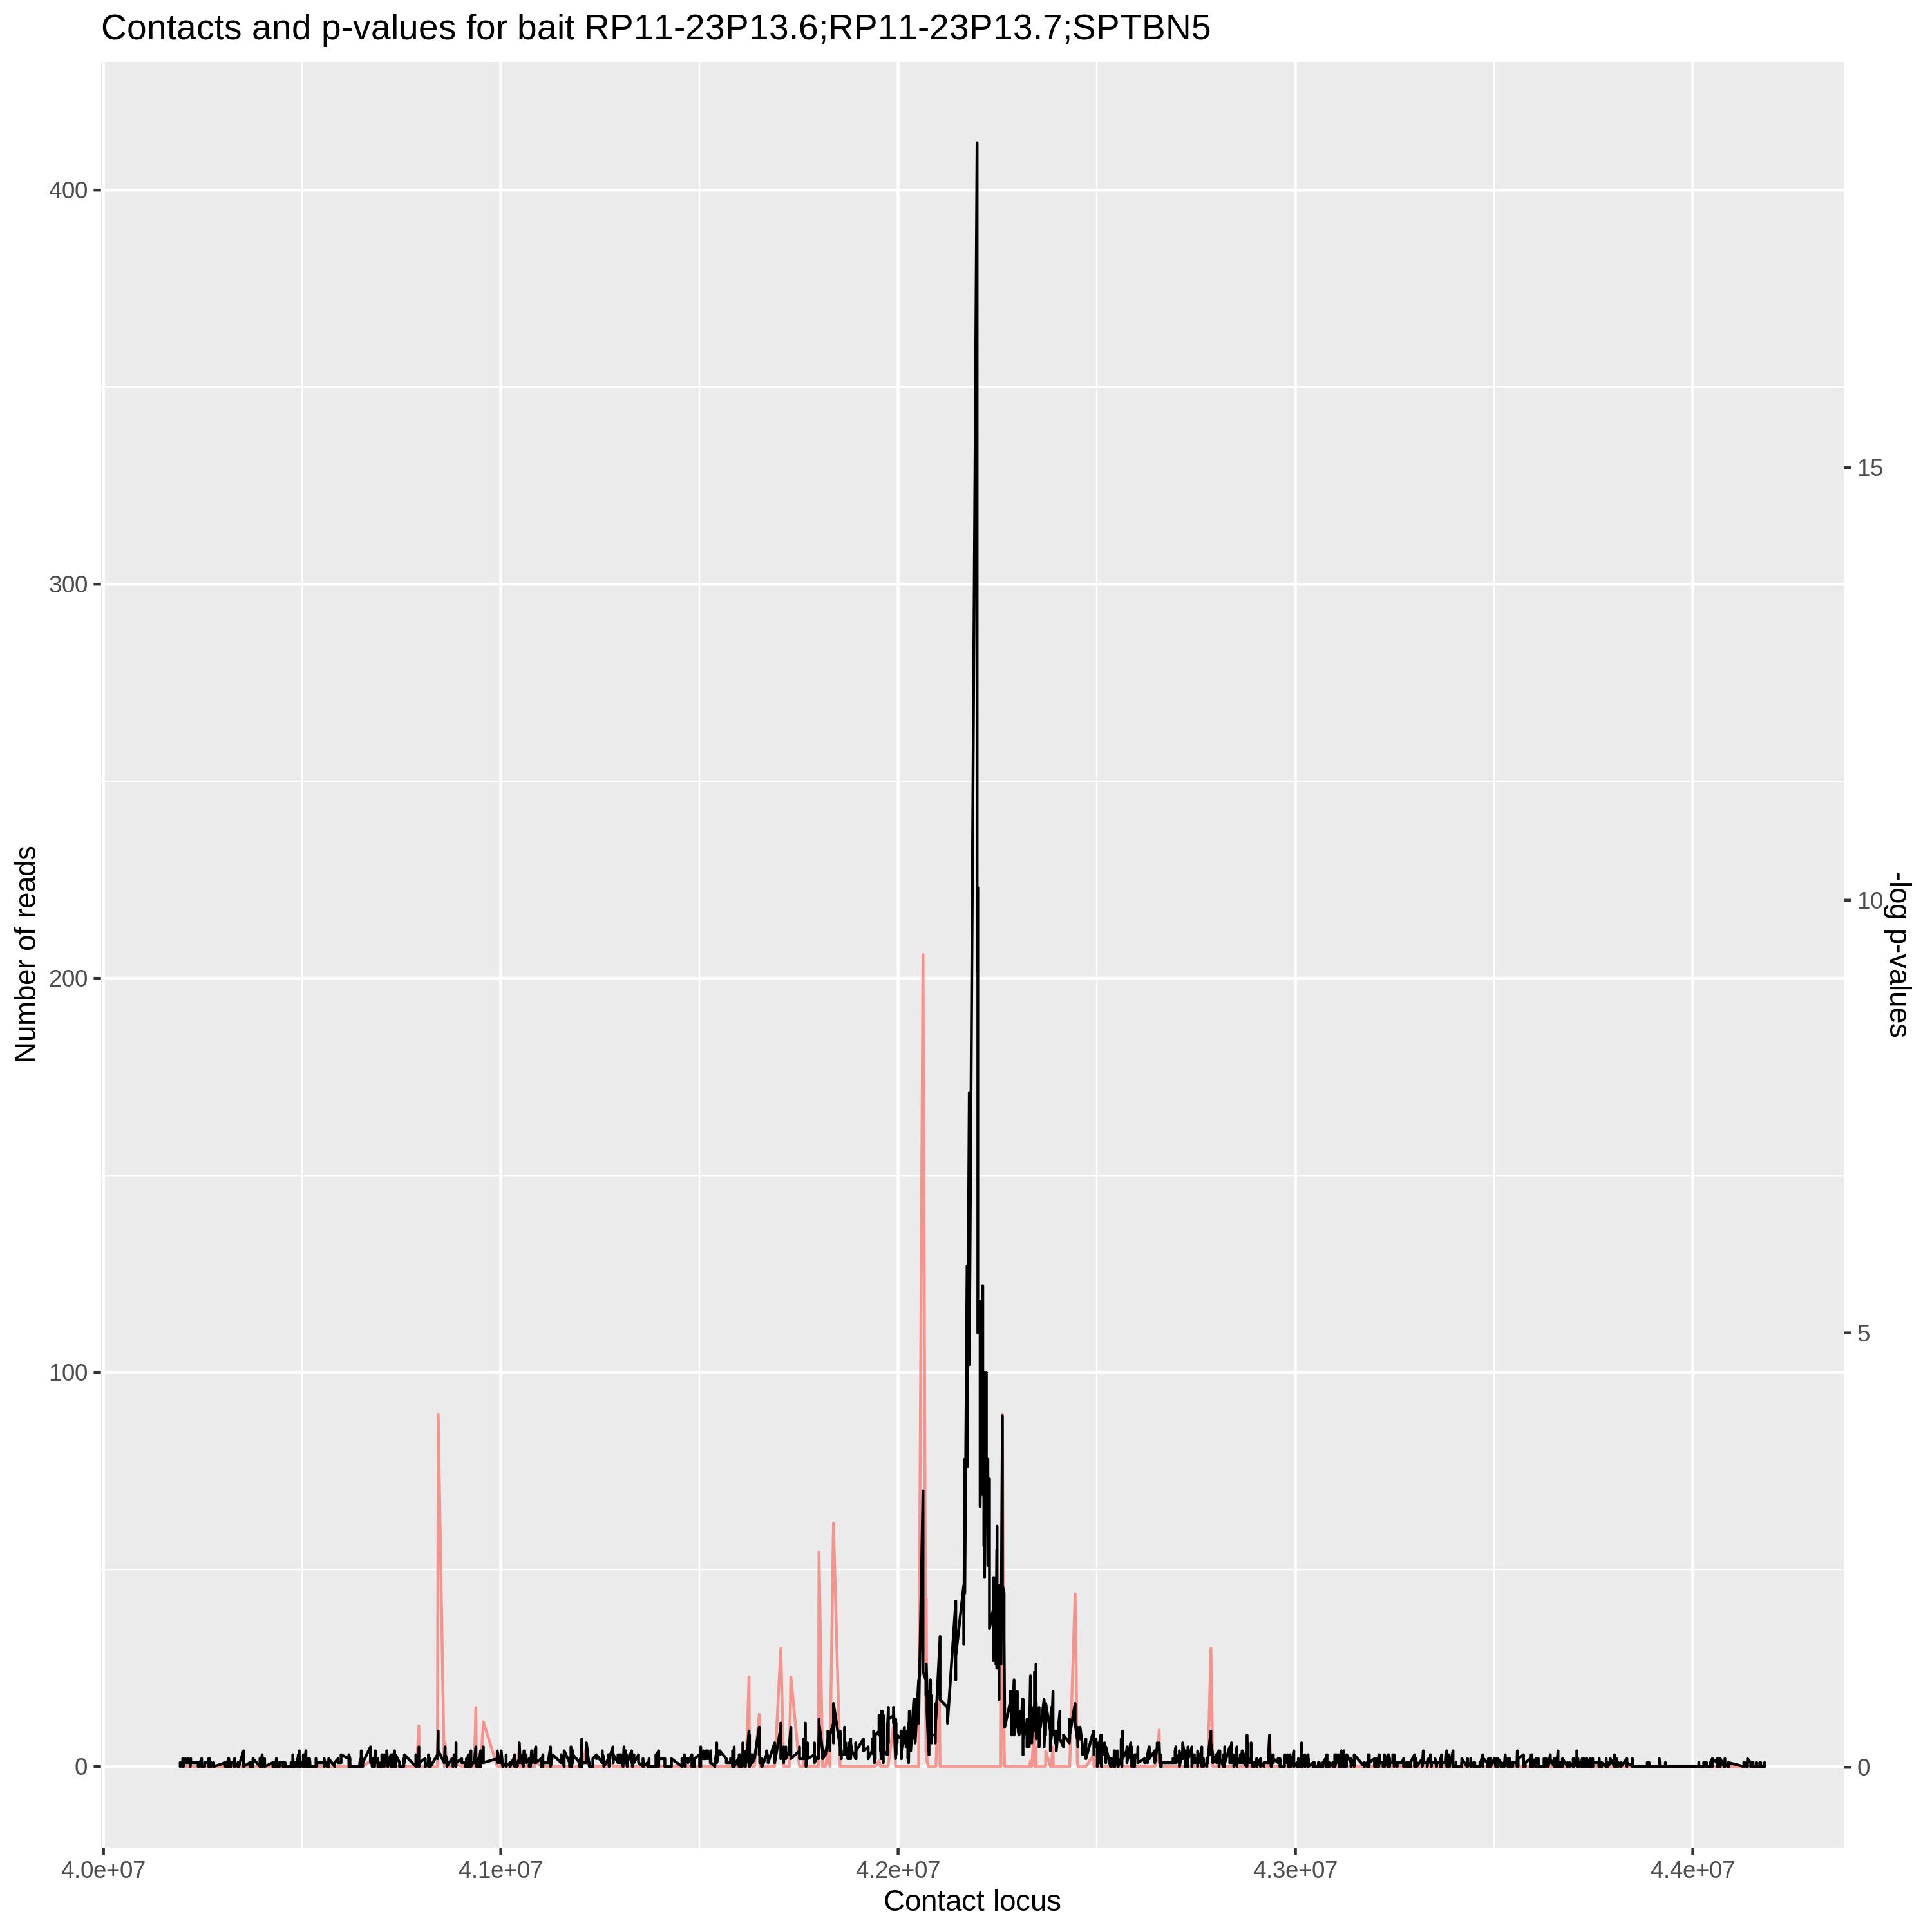 Contacts and p-values for bait RP11-23P13.6;RP11-23P13.7;SPTBN5
Number of reads
400
300
200
100
0
15
10
5
0
-log p-values
4.0e+07
4.1e+07
4.2e+07
4.3e+07
4.4e+07
Contact locus